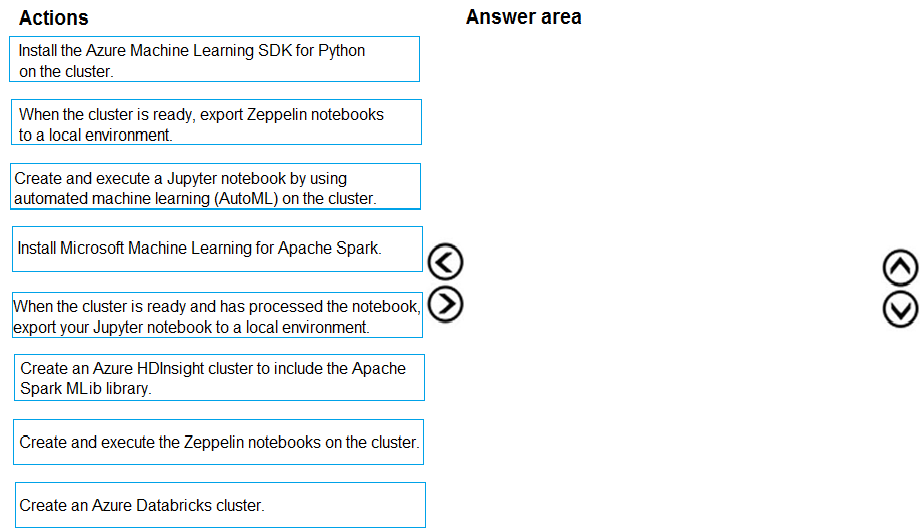 Actions
Answer area
Install the Azure Machine Learning SDK for Python
on the cluster.
When the cluster is ready, export Zeppelin notebooks
to a local environment.
Create and execute a Jupyter notebook by using
automated machine learning (AutoML) on the cluster.
Install Microsoft Machine Learning for Apache Spark.
When the cluster is ready and has processed the notebook,
export your Jupyter notebook to a local environment.
Create an Azure HDInsight cluster to include the Apache
Spark MLib library.
Create and execute the Zeppelin notebooks on the cluster.
Create an Azure Databricks cluster.